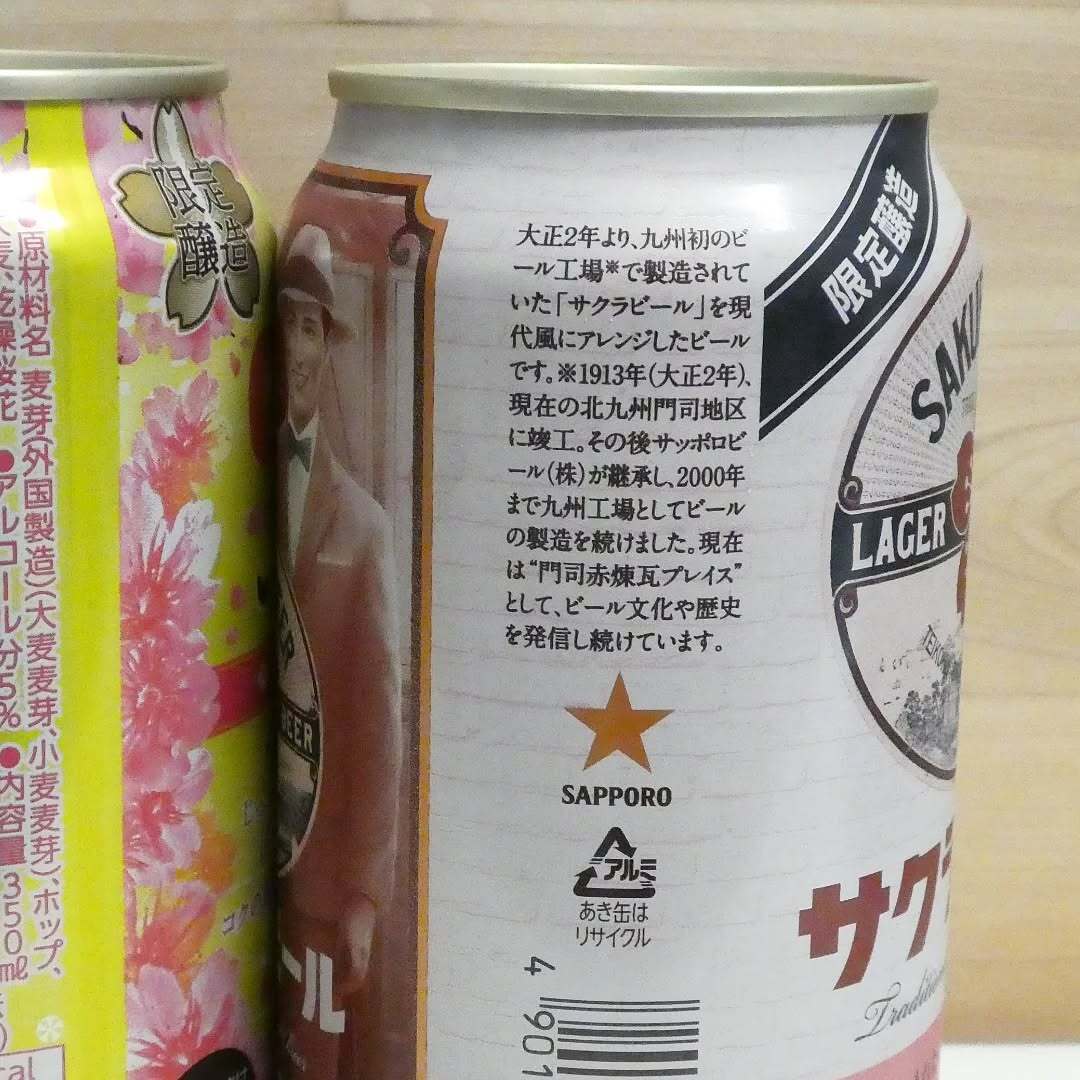 限定
醸造
●原材料名 麦芽(外国製造)(大麦麦芽、小麦麦芽)、ホップ、
乾燥桜花 ●アルコール分5% ●内容量350ml
大正2年より、九州初のビ
ール工場※で製造されて
いた「サクラビール」を現
代風にアレンジしたビール
です。※1913年(大正2年)、
現在の北九州門司地区
に竣工。その後サッポロビ
ール(株)が継承し、2000年
まで九州工場としてビール
の製造を続けました。現在
は“門司赤煉瓦プレイス”
として、ビール文化や歴史
を発信し続けています。
SAPPORO
アルミ
あき缶は
リサイクル
4
901
限定醸造
LAGER
サクラ
BEER
ール